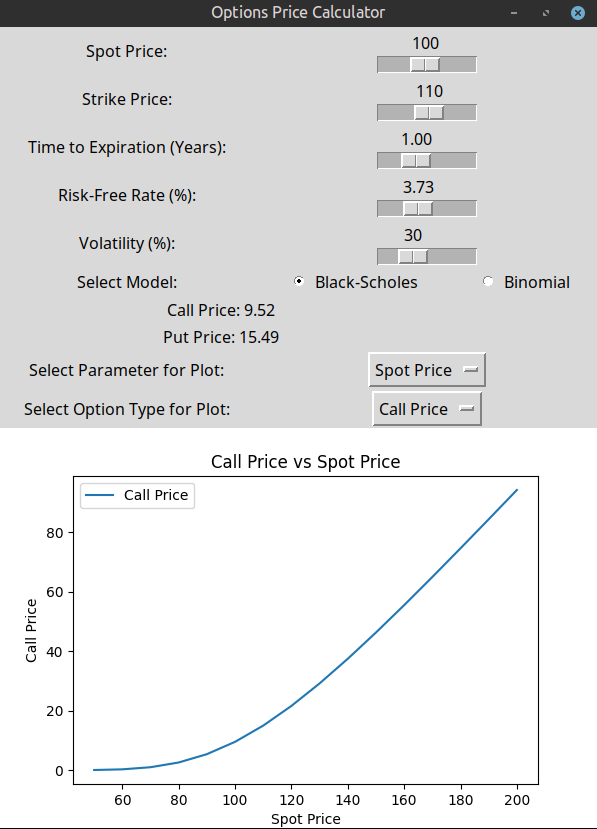 Options Price Calculator
Spot Price: 100
Strike Price: 110
Time to Expiration (Years): 1.00
Risk-Free Rate (%): 3.73
Volatility (%): 30
Select Model: Black-Scholes Binomial
Call Price: 9.52
Put Price: 15.49
Select Parameter for Plot: Spot Price
Select Option Type for Plot: Call Price
Call Price vs Spot Price
Call Price
80
60
40
20
0
Call Price
60 80 100 120 140 160 180 200
Spot Price